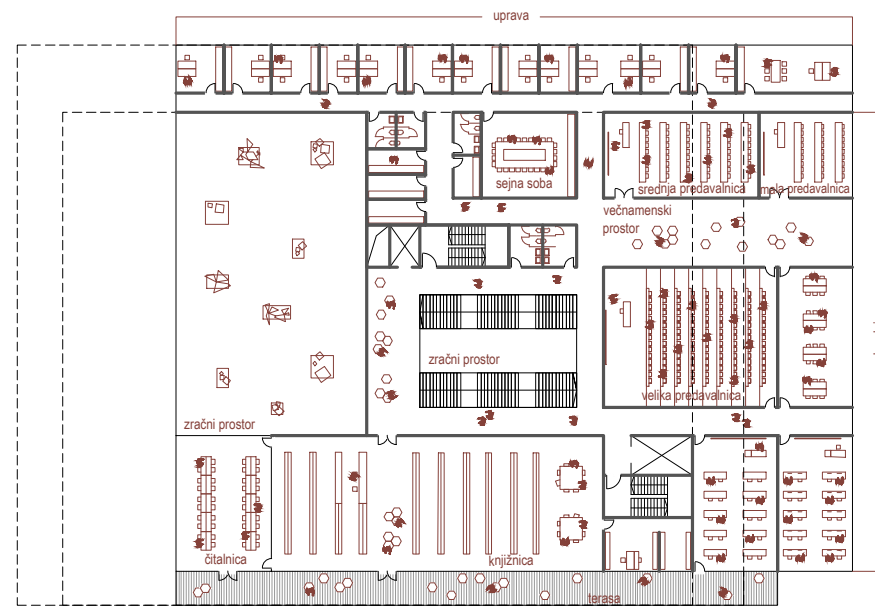 uprava
sejna soba
srednja predavalnica
mala predavalnica
večnamenski
prostor
zračni prostor
velika predavalnica
zračni prostor
čitalnica
knjižnica
terasa